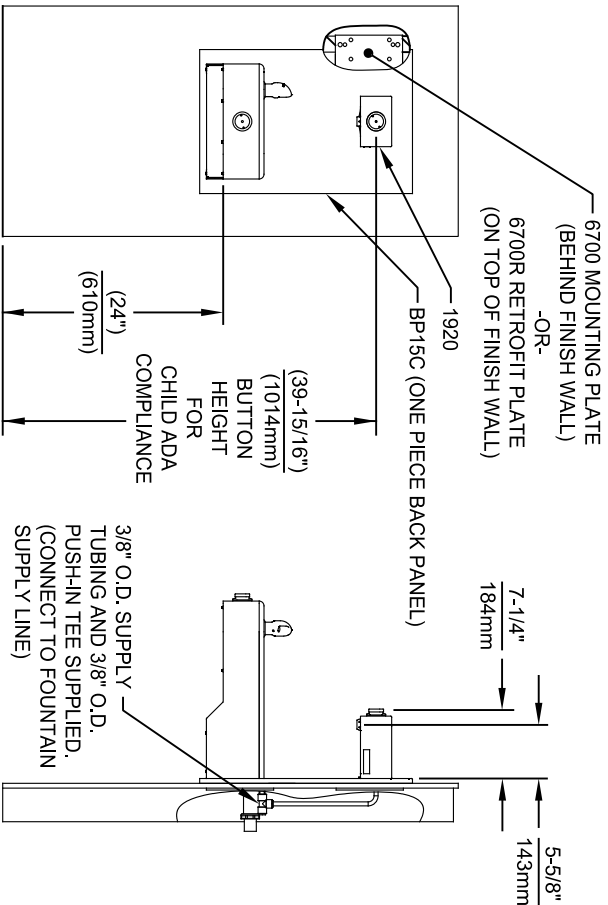 6700 MOUNTING PLATE
(BEHIND FINISH WALL)
-OR-
6700R RETROFIT PLATE
(ON TOP OF FINISH WALL)
1920
BP15C (ONE PIECE BACK PANEL)
(39-15/16")
(1014mm)
BUTTON
HEIGHT
FOR
CHILD ADA
COMPLIANCE
(24")
(610mm)
7-1/4"
184mm
5-5/8"
143mm
3/8" O.D. SUPPLY
TUBING AND 3/8" O.D.
PUSH-IN TEE SUPPLIED.
(CONNECT TO FOUNTAIN
SUPPLY LINE)